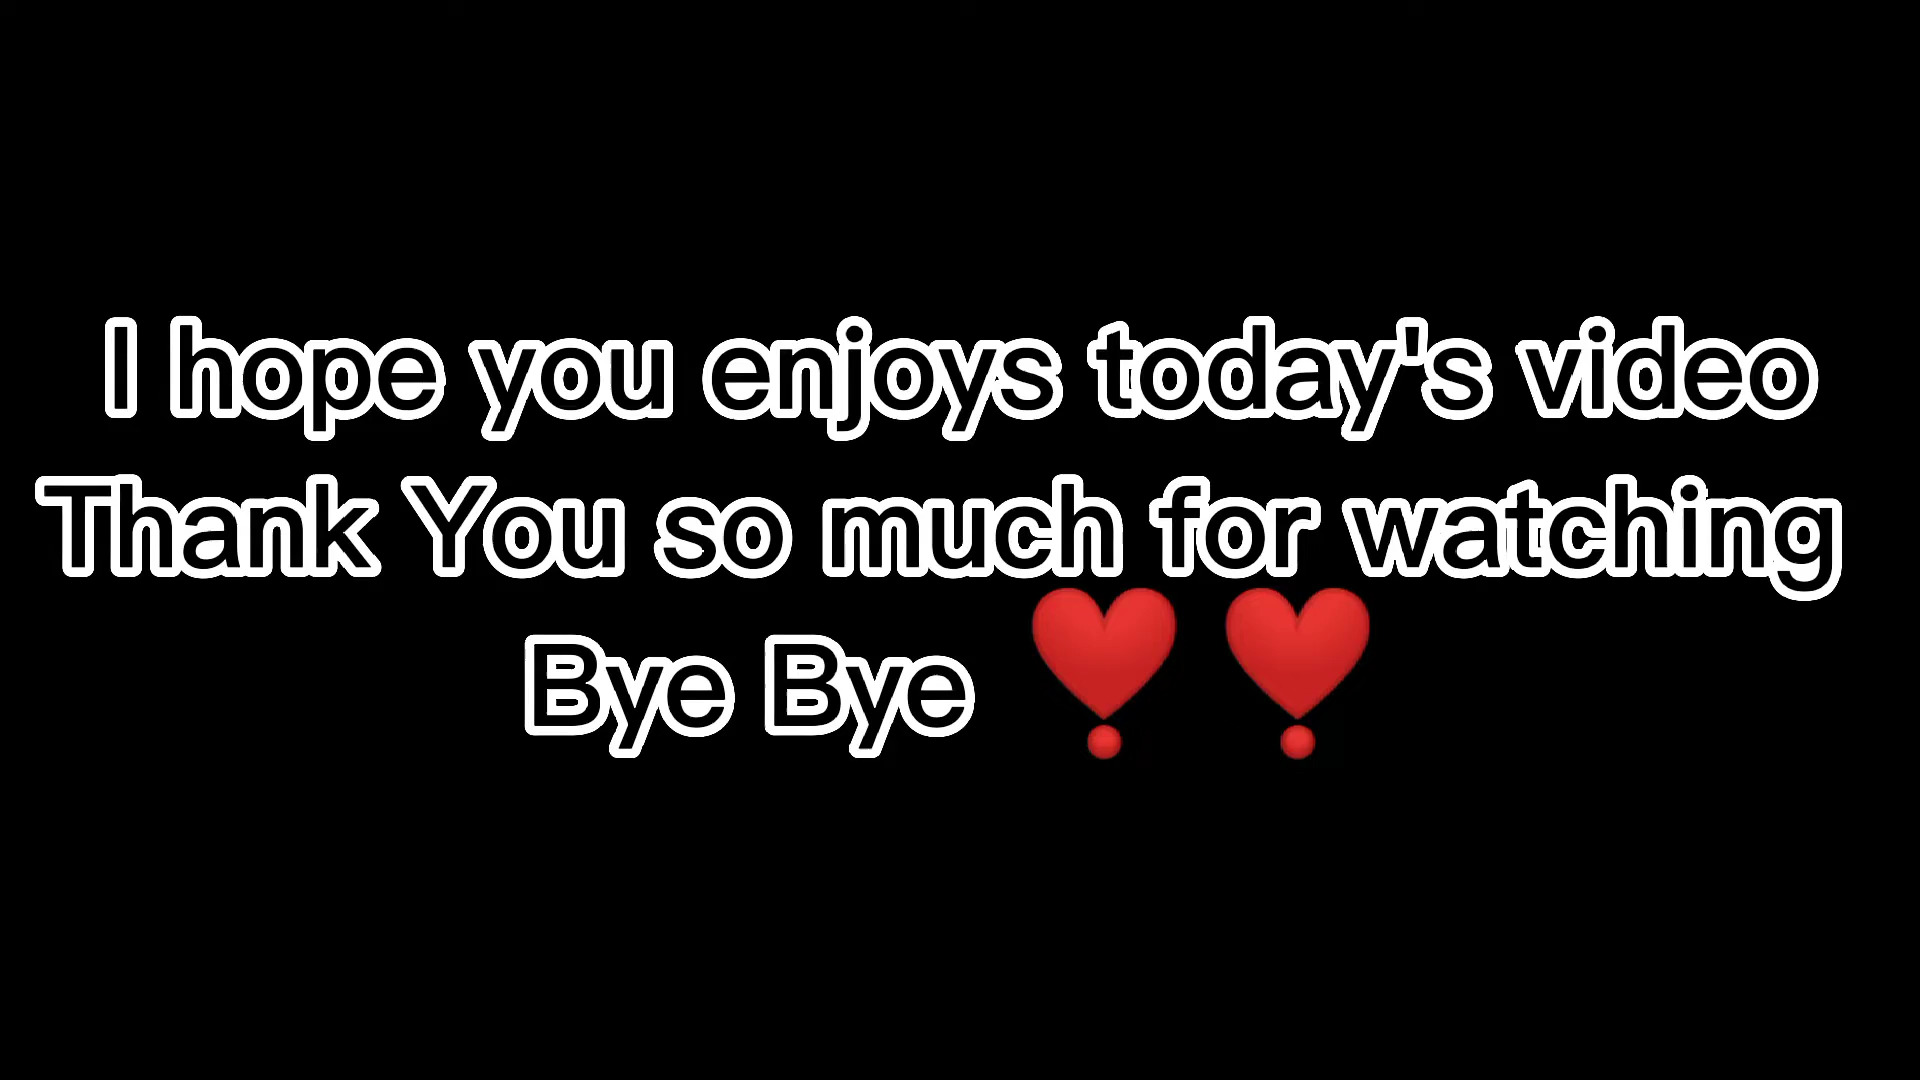 I hope you enjoys today's video
Thank You so much for watching
Bye Bye ❣️ ❣️